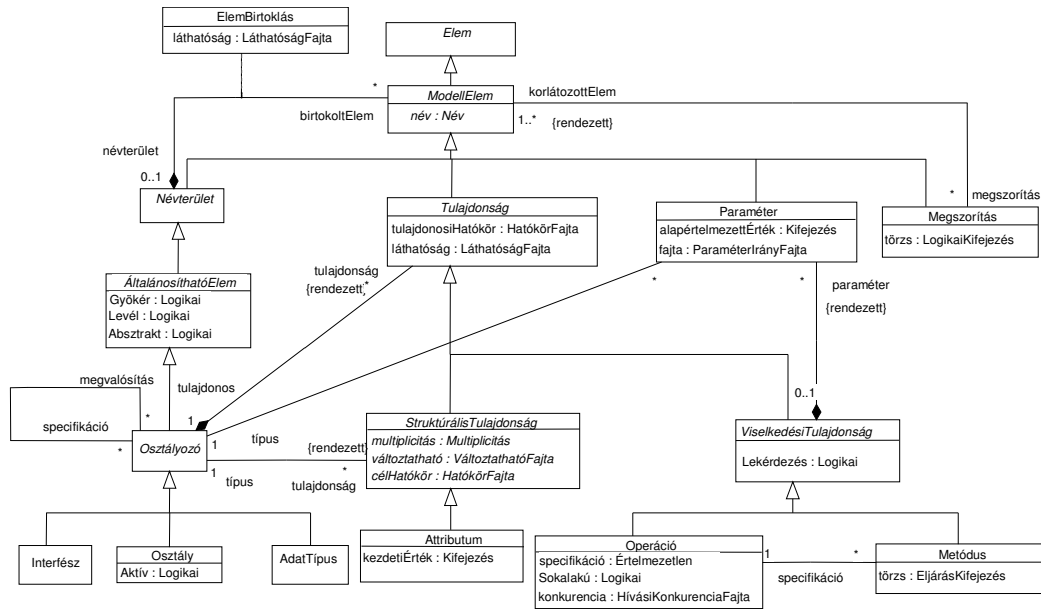 ElemBirtoklás
láthatóság : LáthatóságFajta
Elem
ModellElem
név : Név
*
birtokoltElem
korlátozottElem
1..*
{rendezett}
névterület
0..1
Névterület
*
megszorítás
Megszorítás
törzs : LogikaiKifejezés
Tulajdonság
tulajdonosiHatókör : HatókörFajta
láthatóság : LáthatóságFajta
Paraméter
alapértelmezettÉrték : Kifejezés
fajta : ParaméterIrányFajta
ÁltalánosíthatóElem
Gyökér : Logikai
Levél : Logikai
Absztrakt : Logikai
tulajdonság
{rendezett}
*
*
*
paraméter
{rendezett}
megvalósítás
*
specifikáció
*
tulajdonos
1
Osztályozó
1
típus
1
típus
{rendezett}
*
tulajdonság
StruktúrálisTulajdonság
multiplicitás : Multiplicitás
változtatható : VáltoztathatóFajta
célHatókör : HatókörFajta
0..1
ViselkedésiTulajdonság
Lekérdezés : Logikai
Interfész
Osztály
Aktív : Logikai
AdatTípus
Attributum
kezdetiÉrték : Kifejezés
Operáció
specifikáció : Értelmezetlen
Sokalakú : Logikai
konkurencia : HívásiKonkurenciaFajta
1
*
specifikáció
Metódus
törzs : EljárásKifejezés